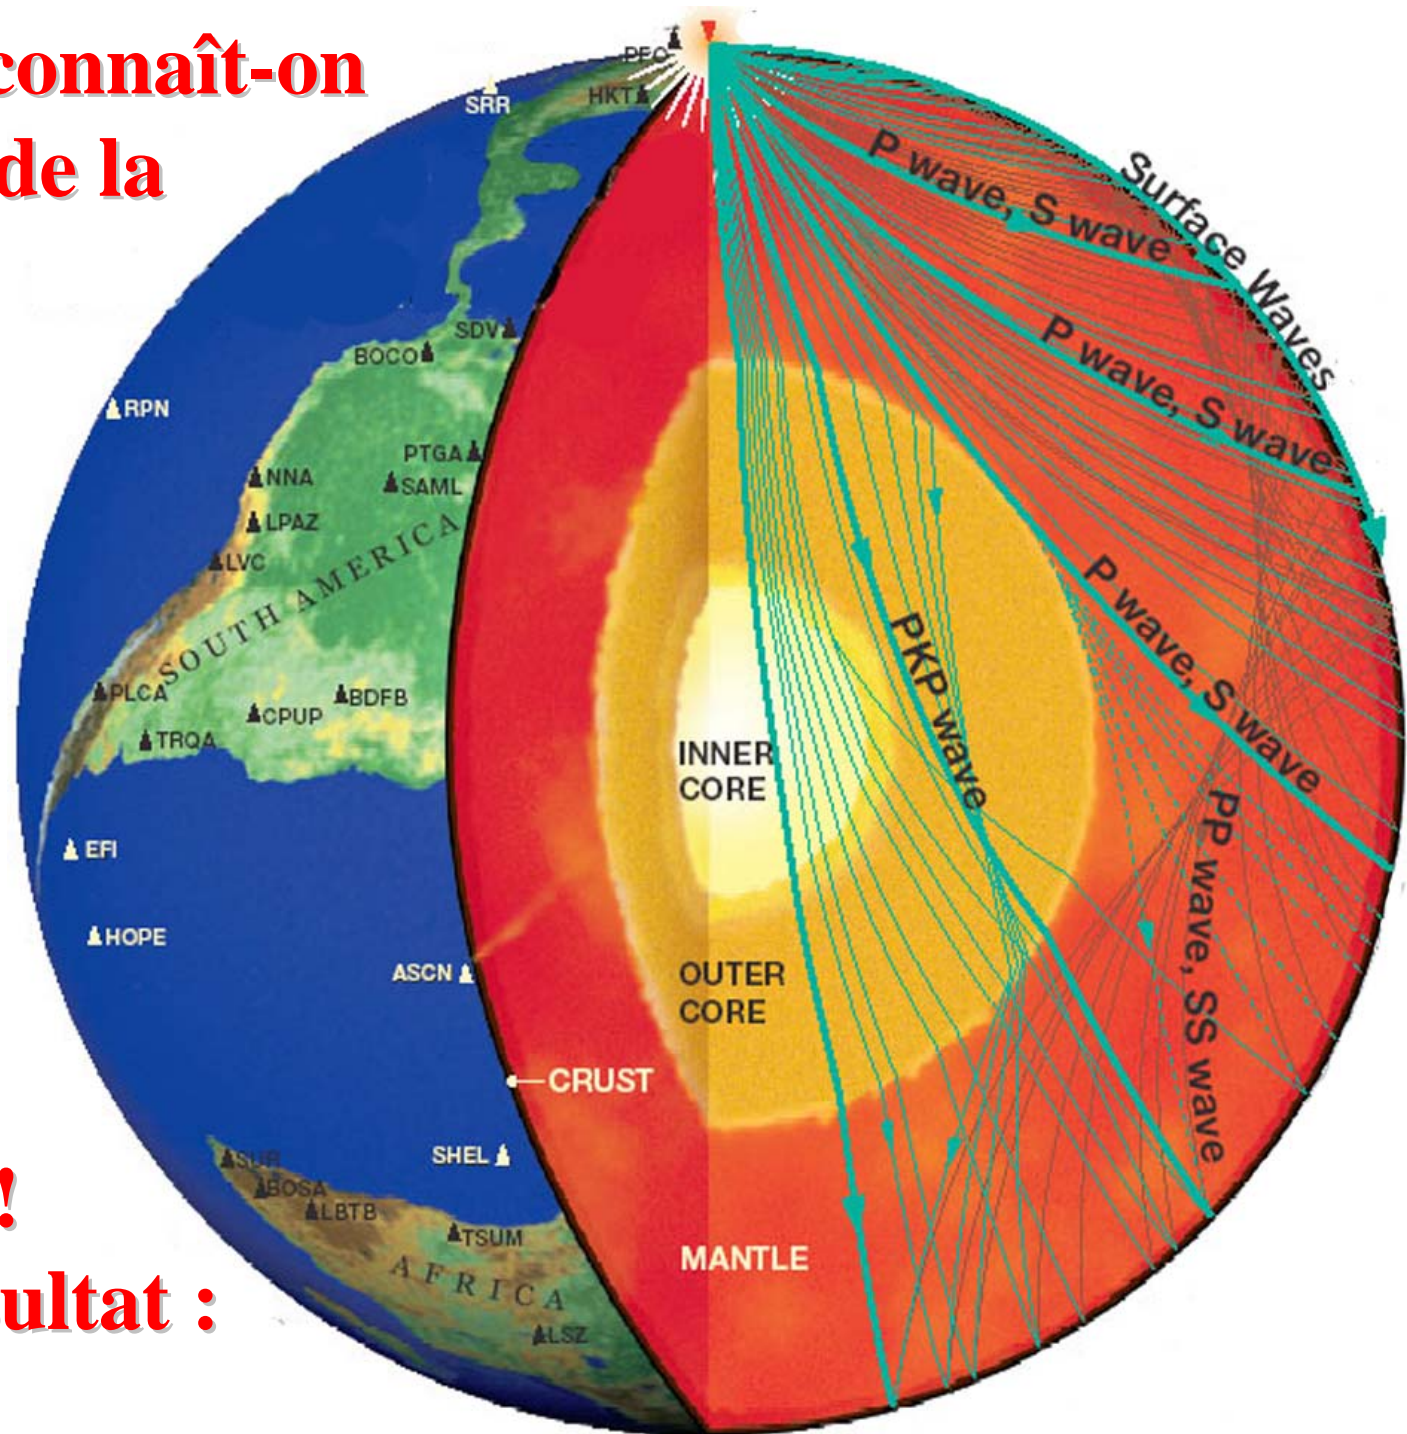 connaît-on
de la
PFO
SRR
HKT
P wave, S wave
Surface Waves
SDV
BOCO
P wave, S wave
RPN
PTGA
NNA
SAML
LPAZ
LVC
SOUTH AMERICA
P wave, S wave
PKP wave
PLCA
BDFB
CPUP
TRQA
INNER
CORE
PP wave, SS wave
EFI
HOPE
ASCN
OUTER
CORE
CRUST
SHEL
SUR
BOSA
LBTB
!
TSUM
MANTLE
AFRICA
ultat :
LSZ